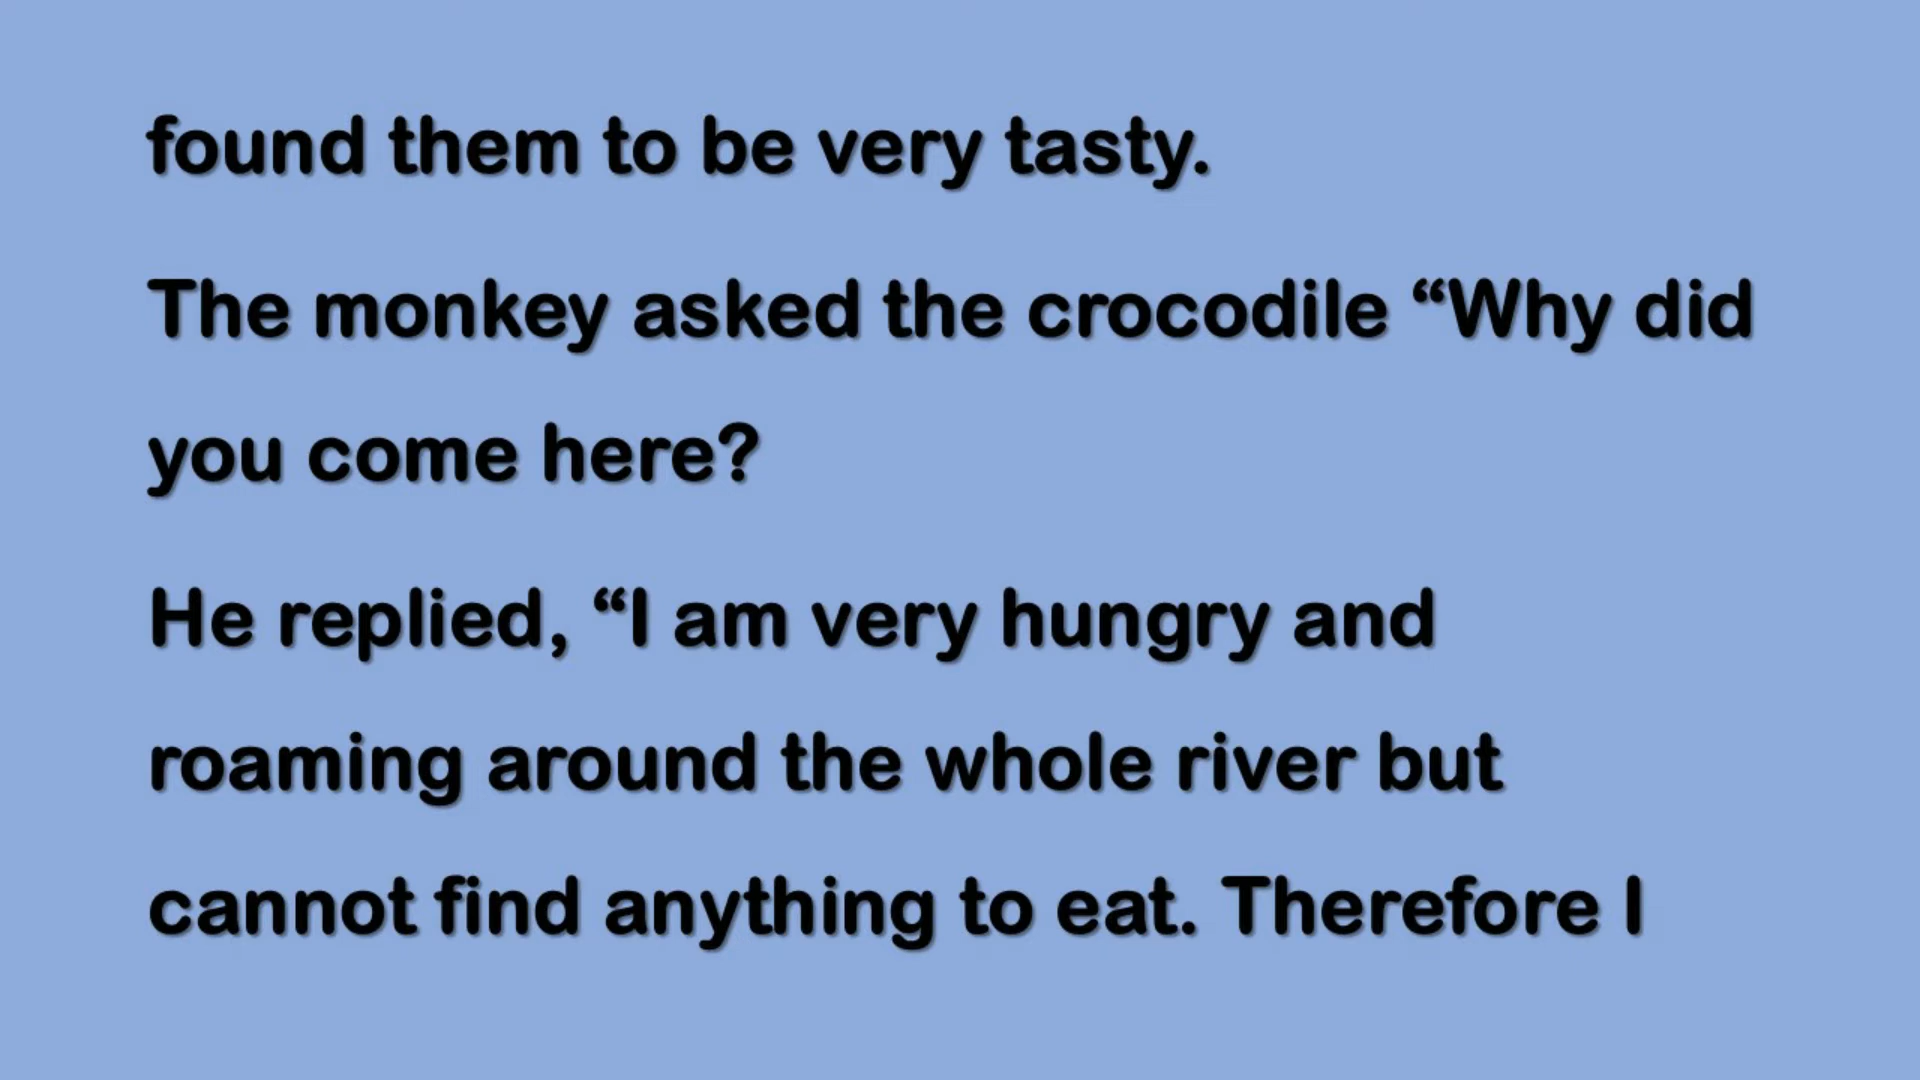 found them to be very tasty.
The monkey asked the crocodile “Why did
you come here?
He replied, “I am very hungry and
roaming around the whole river but
cannot find anything to eat. Therefore I